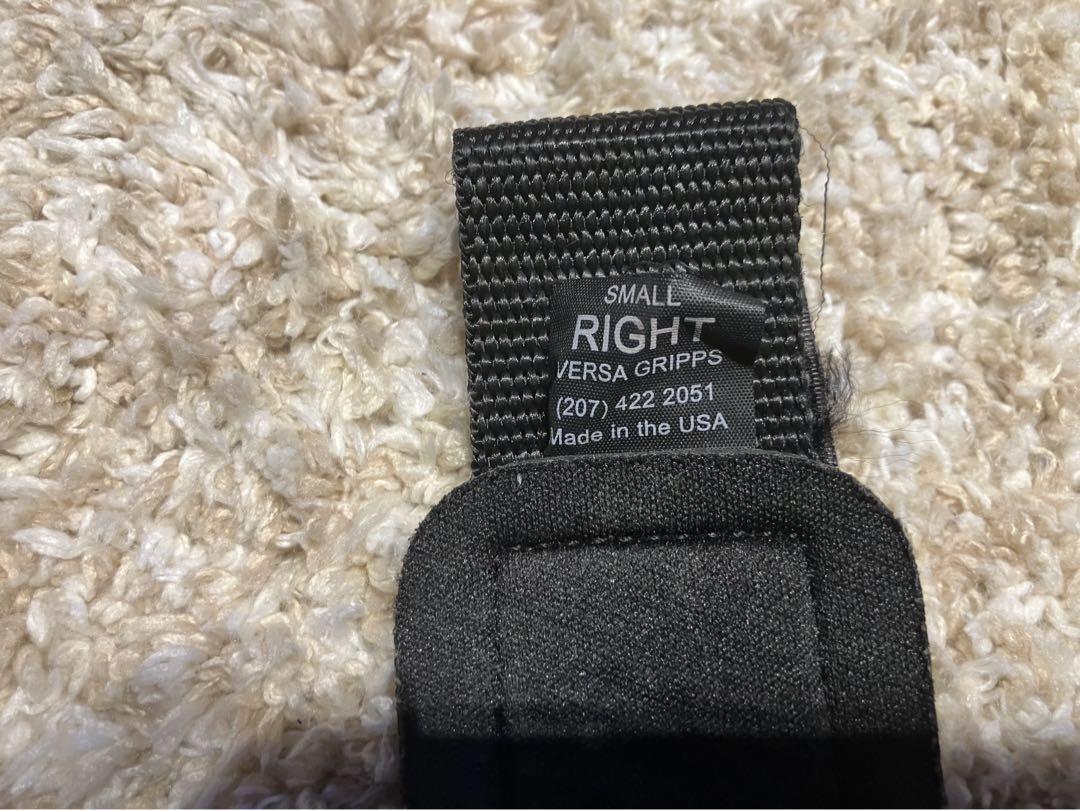 SMALL
RIGHT
VERSA GRIPPS
(207) 422 2051
Made in the USA